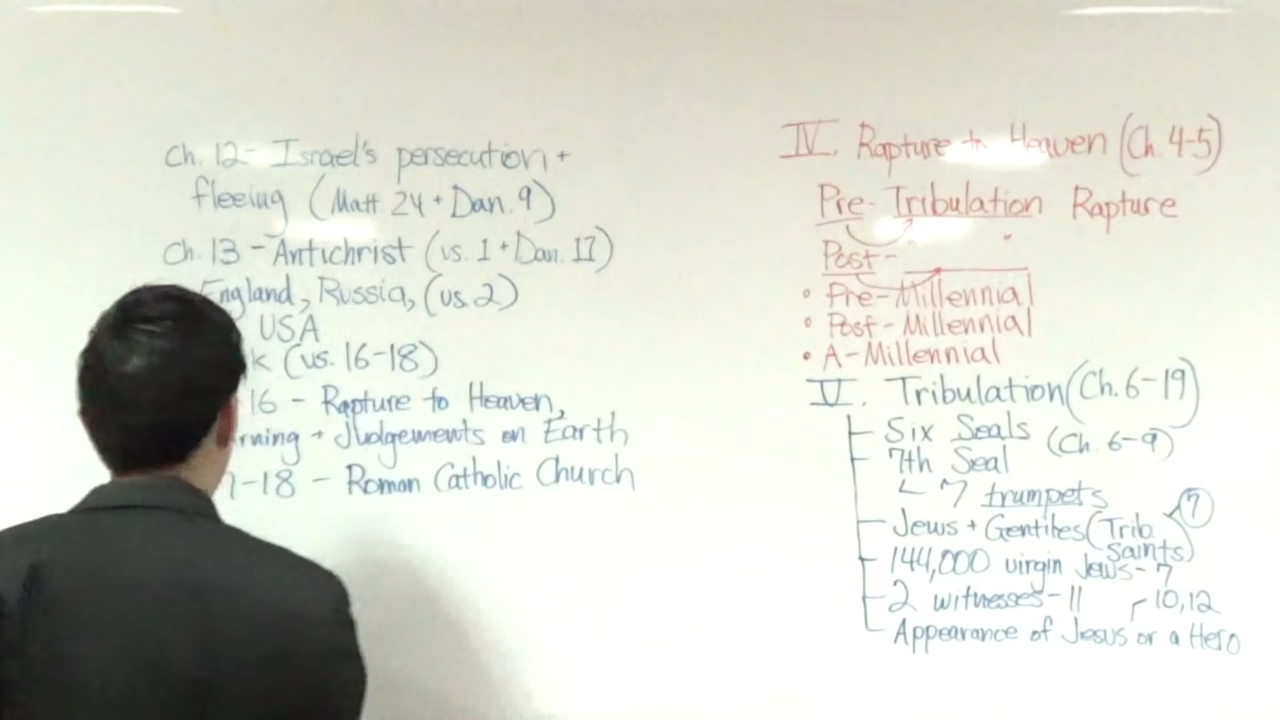 Ch. 12 - Israel's persecution +
fleeing (Matt. 24 + Dan. 9)
Ch. 13 - Antichrist (vs. 1 + Dan. 11)
England, Russia, (vs. 2)
USA
(vs. 16-18)
16 - Rapture to Heaven,
+ Judgements on Earth
-18 - Roman Catholic Church
IV. Rapture to Heaven (Ch. 4-5)
Pre-Tribulation Rapture
Post-
• Pre-Millennial
• Post-Millennial
• A-Millennial
V. Tribulation (Ch. 6-19)
Six Seals (Ch. 6-9)
7th Seal
7 trumpets
Jews + Gentiles (Trib. 7
Saints)
144,000 virgin Jews - 7
2 witnesses - 11
10, 12
Appearance of Jesus or a Hero